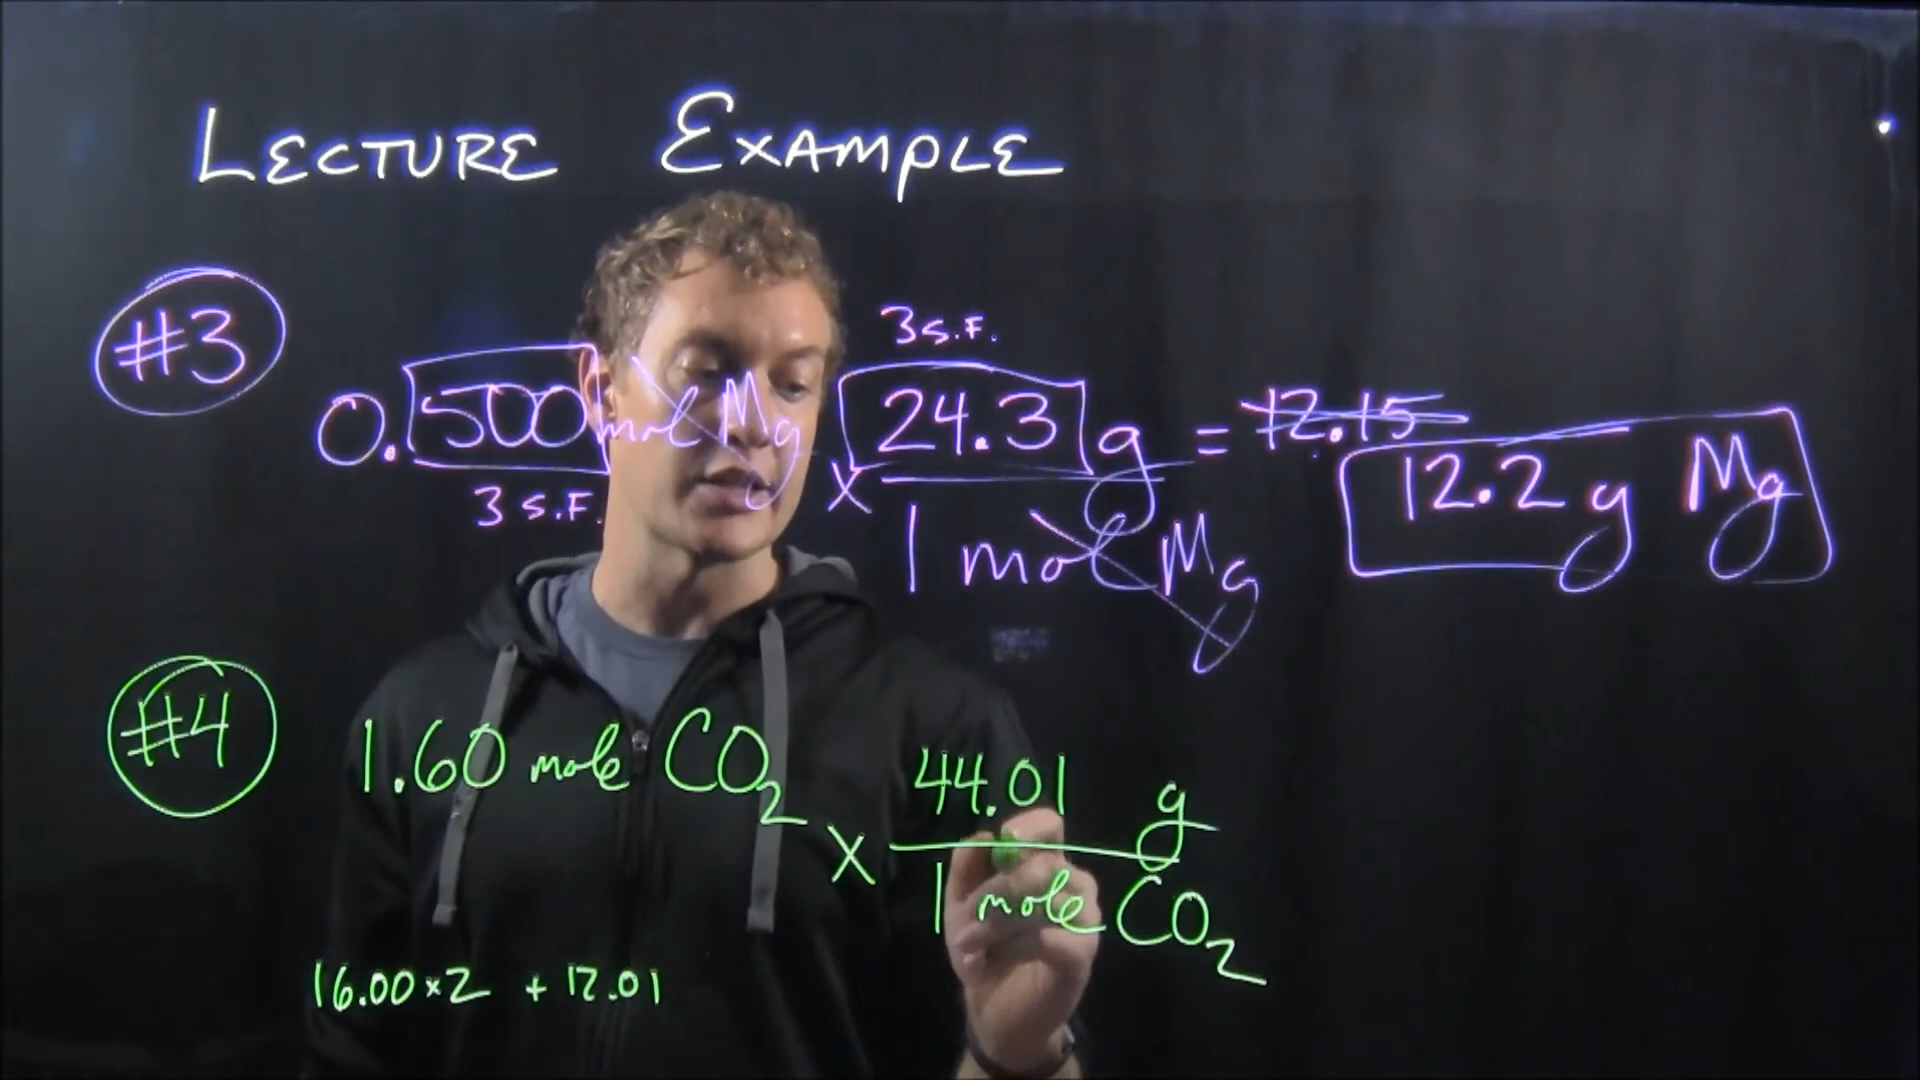 LECTURE EXAMPLE
#3
3 S.F.
0.500 mol Mg x 24.3 g = 12.15
1 mol Mg
12.2 g Mg
3 S.F.
#4
1.60 mole CO2 x 44.01 g
1 mole CO2
16.00 x 2 + 12.01